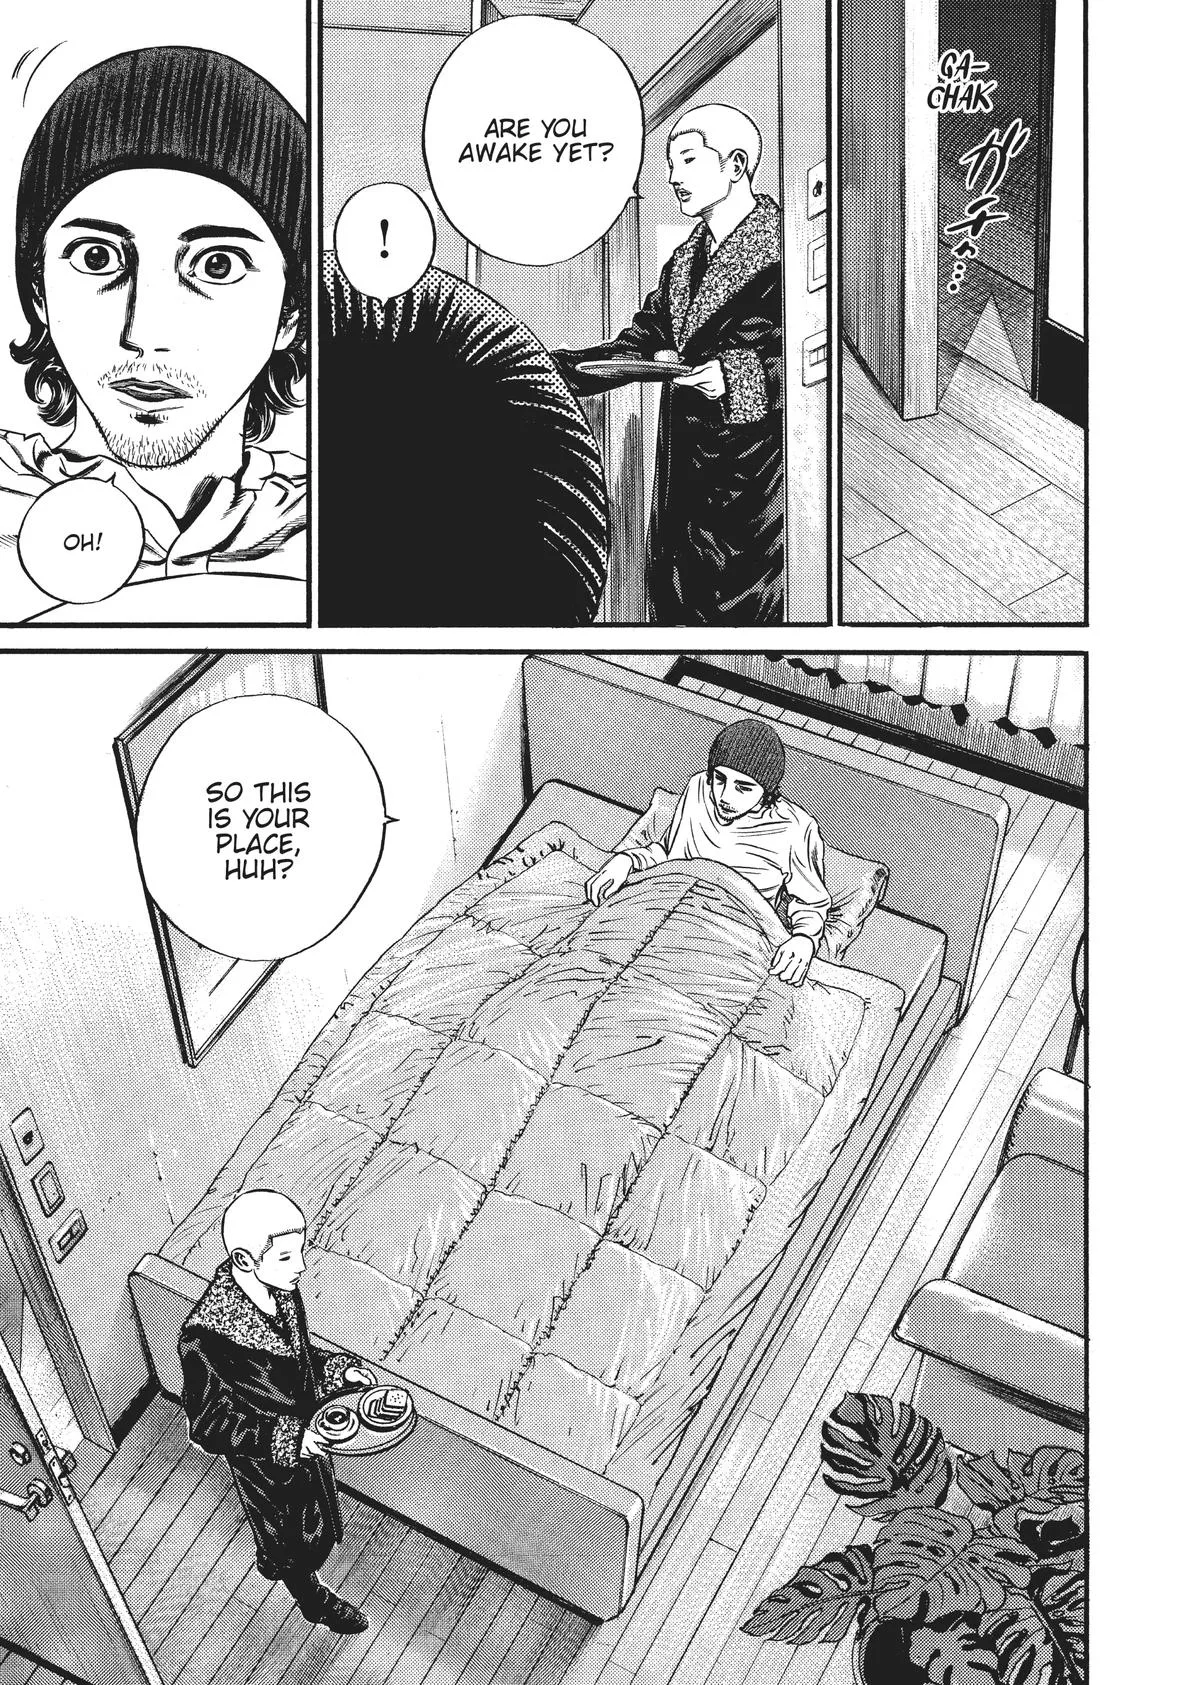 GA-
CHAK
ガチャ…
ARE YOU
AWAKE YET?
!
OH!
SO THIS
IS YOUR
PLACE,
HUH?